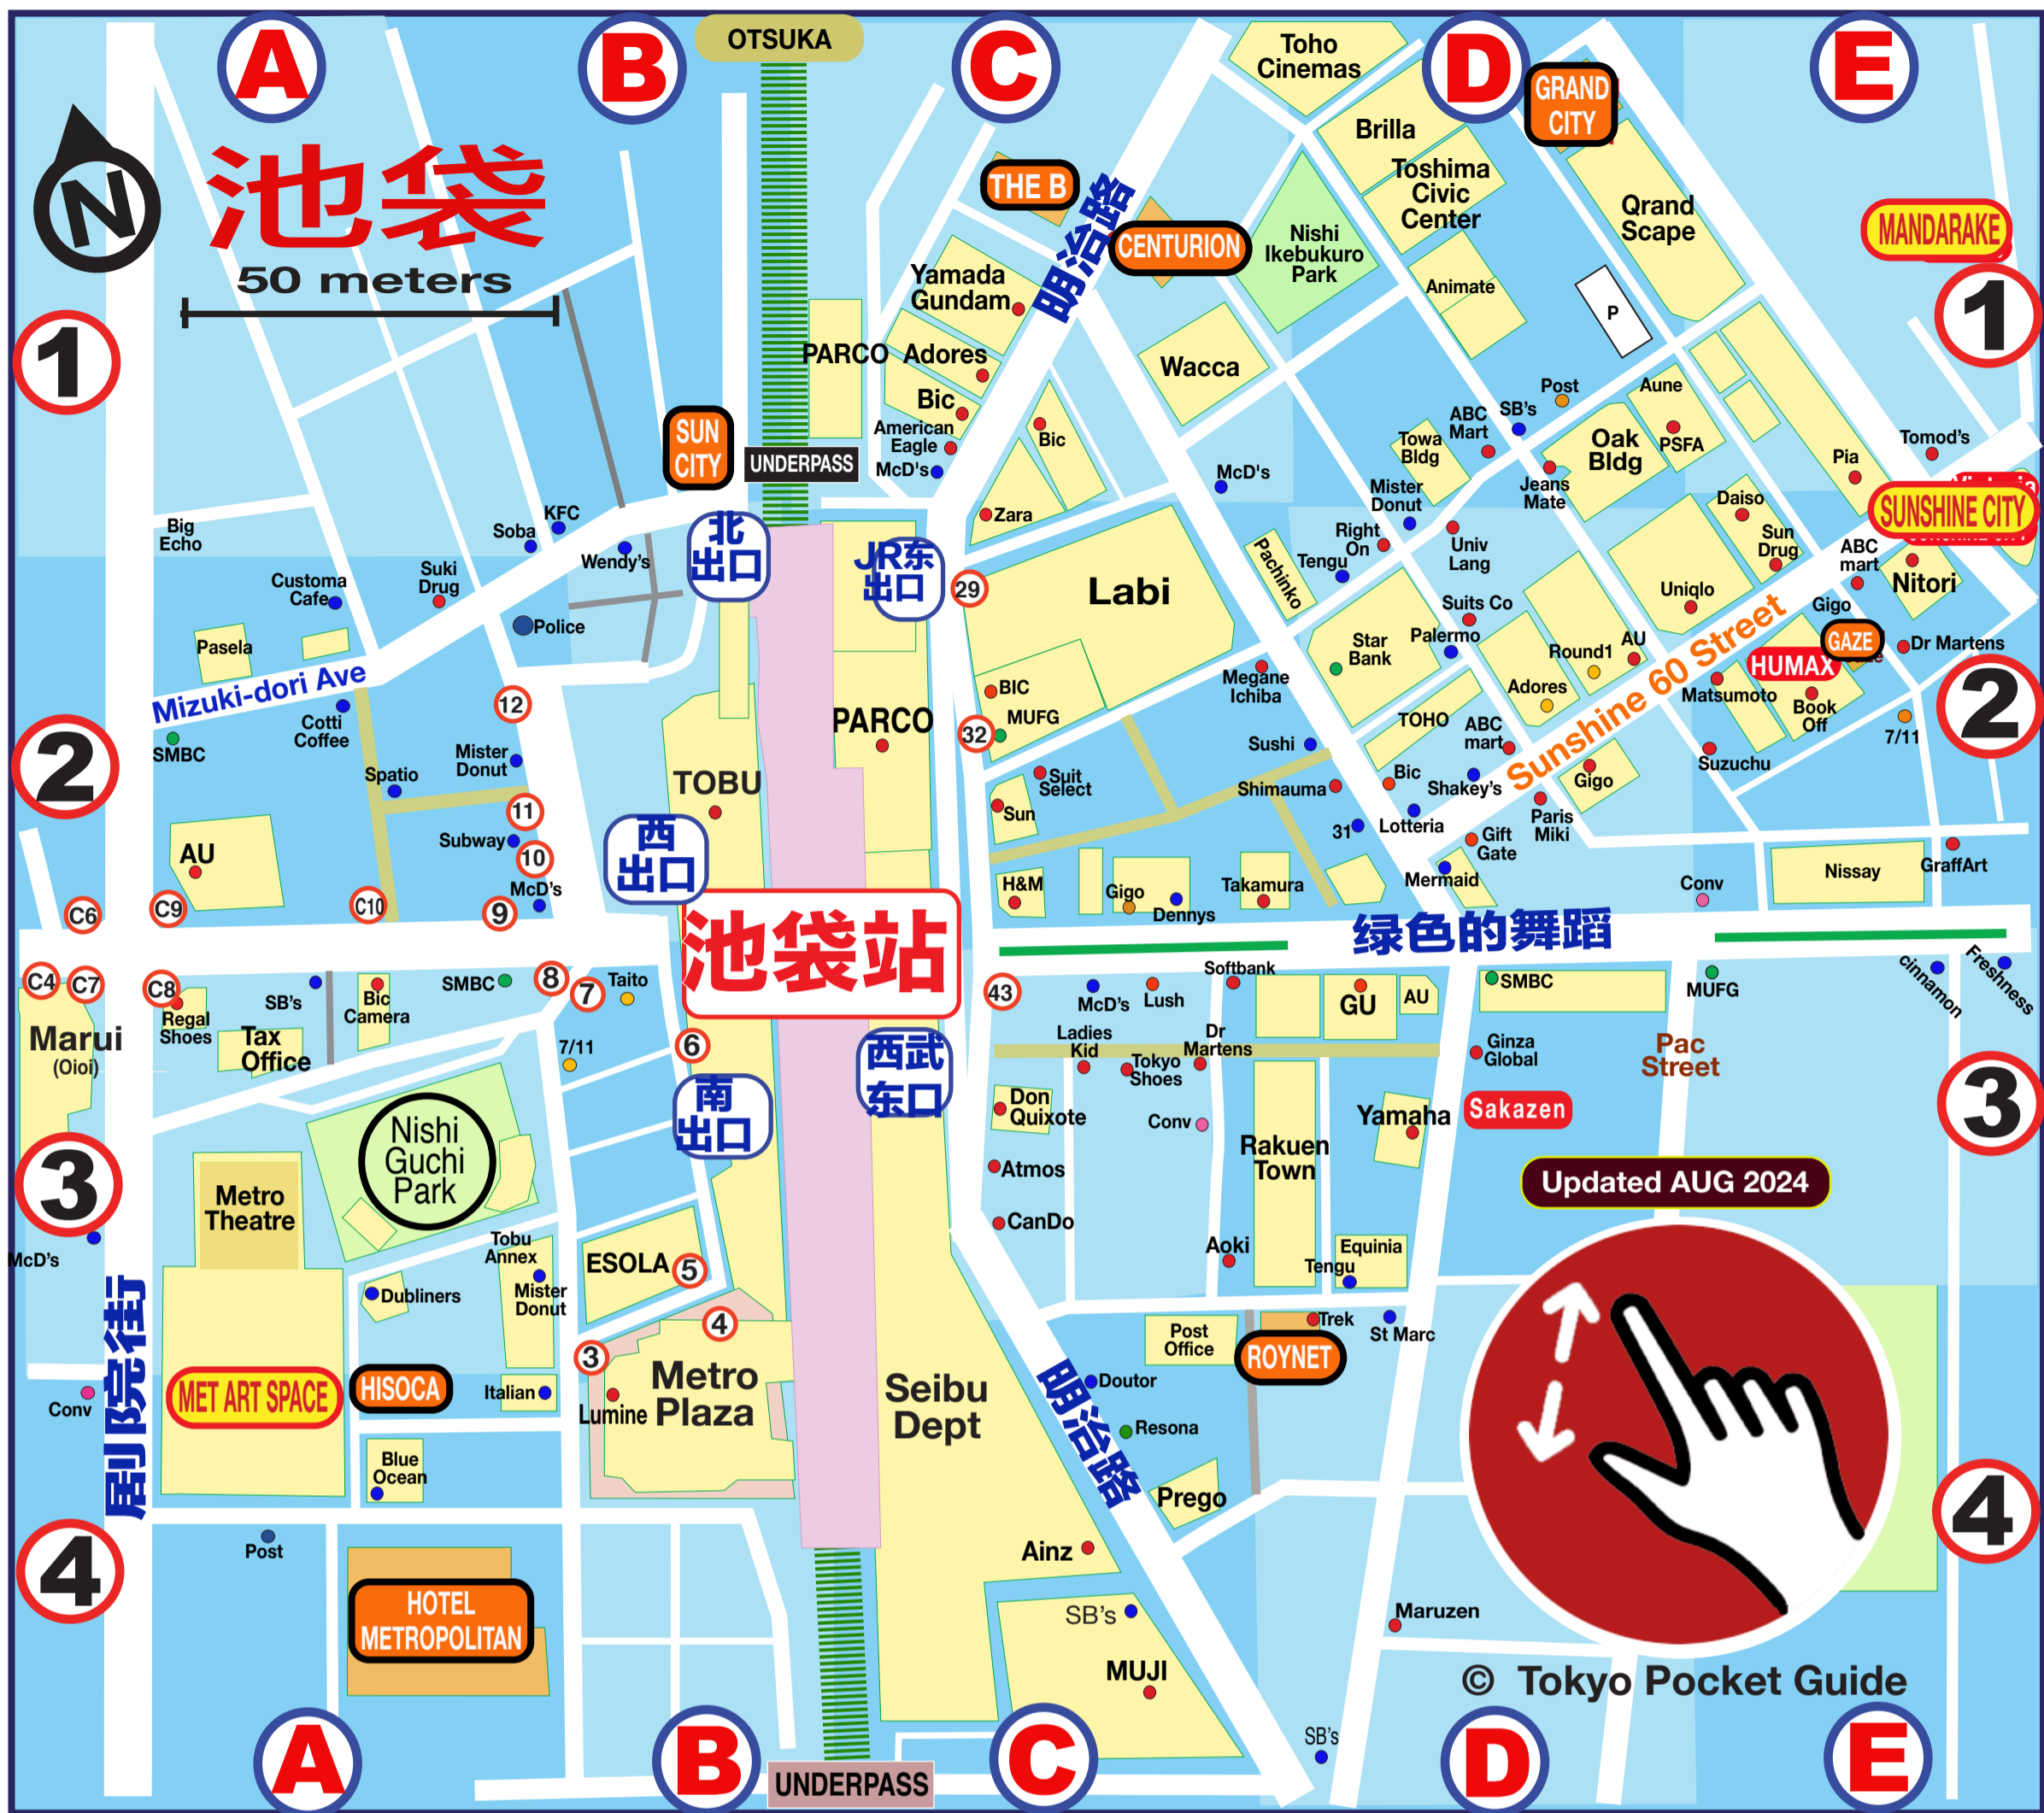 A
B
OTSUKA
C
D
E
N
池袋
50 meters
1
Toho
Cinemas
Brilla
GRAND
CITY
Toshima
Civic
Center
Qrand
Scape
THE B
明治路
CENTURION
Nishi
Ikebukuro
Park
MANDARAKE
1
Yamada
Gundam
Animate
P
PARCO
Adores
Wacca
Bic
American
Eagle
McD's
Bic
Zara
SUN
CITY
UNDERPASS
McD's
Post
SB's
ABC
Mart
Towa
Bldg
Aune
PSFA
Oak
Bldg
Jeans
Mate
Mister
Donut
Right
On
Tengu
Univ
Lang
Pachinko
Pia
Tomod's
SUNSHINE CITY
Daiso
Sun
Drug
ABC
mart
Nitori
Big
Echo
KFC
Soba
Wendy's
北
出口
JR东
出口
29
Labi
Customa
Cafe
Suki
Drug
Police
Pasela
Mizuki-dori Ave
Cotti
Coffee
SMBC
12
Mister
Donut
Spatio
11
Subway
10
McD's
2
Suits Co
Palermo
Star
Bank
Megane
Ichiba
Uniqlo
Gigo
GAZE
Dr Martens
HUMAX
Matsumoto
Book
Off
7/11
2
Round1
AU
Adores
TOHO
ABC
mart
Sunshine 60 Street
Suzuchu
Gigo
BIC
MUFG
32
PARCO
TOBU
Suit
Select
Sun
Sushi
Shimauma
Bic
Shakey's
31
Lotteria
Paris
Miki
Gift
Gate
Mermaid
西
出口
AU
C6
C9
C10
9
H&M
Gigo
Dennys
Takamura
Conv
Nissay
GraffArt
池袋站
绿色的舞蹈
C4
C7
C8
SB's
Bic
Camera
SMBC
8
7
Taito
Regal
Shoes
Tax
Office
Marui
(Oioi)
7/11
6
43
McD's
Lush
Softbank
GU
AU
SMBC
MUFG
cinnamon
Freshness
西武
东口
南
出口
Ladies
Kid
Tokyo
Shoes
Dr
Martens
Ginza
Global
Pac
Street
Don
Quixote
Conv
Yamaha
Sakazen
3
Nishi
Guchi
Park
Rakuen
Town
Atmos
CanDo
Updated AUG 2024
3
Metro
Theatre
McD's
Tobu
Annex
Mister
Donut
ESOLA
5
Aoki
Equinia
Tengu
Dubliners
4
3
Metro
Plaza
Lumine
Seibu
Dept
Post
Office
Trek
ROYNET
St Marc
剧院街
MET ART SPACE
HISOCA
Italian
Conv
明治路
Doutor
Resona
Blue
Ocean
Prego
4
Post
Ainz
4
HOTEL
METROPOLITAN
SB's
MUJI
Maruzen
© Tokyo Pocket Guide
SB's
A
B
UNDERPASS
C
D
E